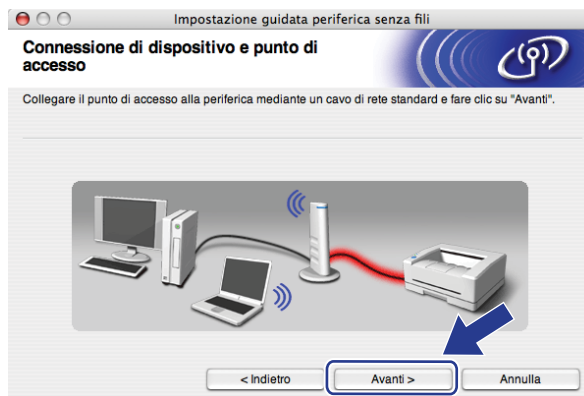 Impostazione guidata periferica senza fili
Connessione di dispositivo e punto di
accesso
Collegare il punto di accesso alla periferica mediante un cavo di rete standard e fare clic su "Avanti".
< Indietro
Avanti >
Annulla